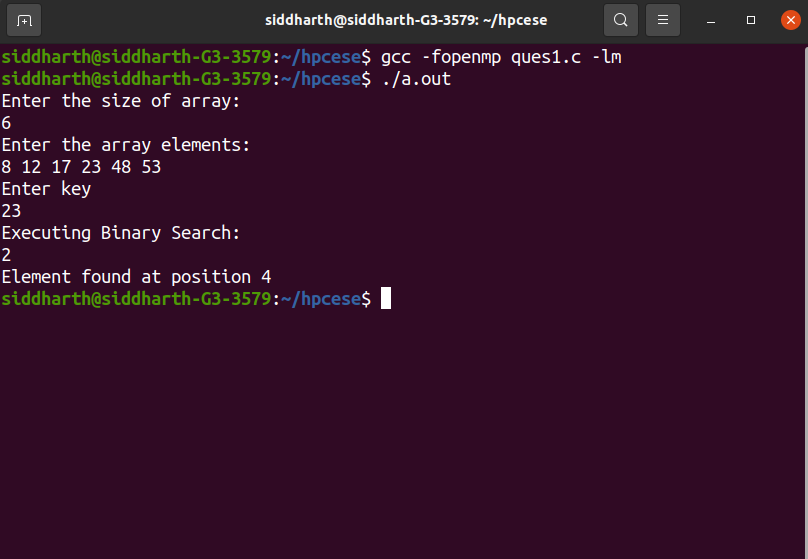 siddharth@siddharth-G3-3579: ~/hpcese
siddharth@siddharth-G3-3579:~/hpcese$ gcc -fopenmp ques1.c -lm
siddharth@siddharth-G3-3579:~/hpcese$ ./a.out
Enter the size of array:
6
Enter the array elements:
8 12 17 23 48 53
Enter key
23
Executing Binary Search:
2
Element found at position 4
siddharth@siddharth-G3-3579:~/hpcese$